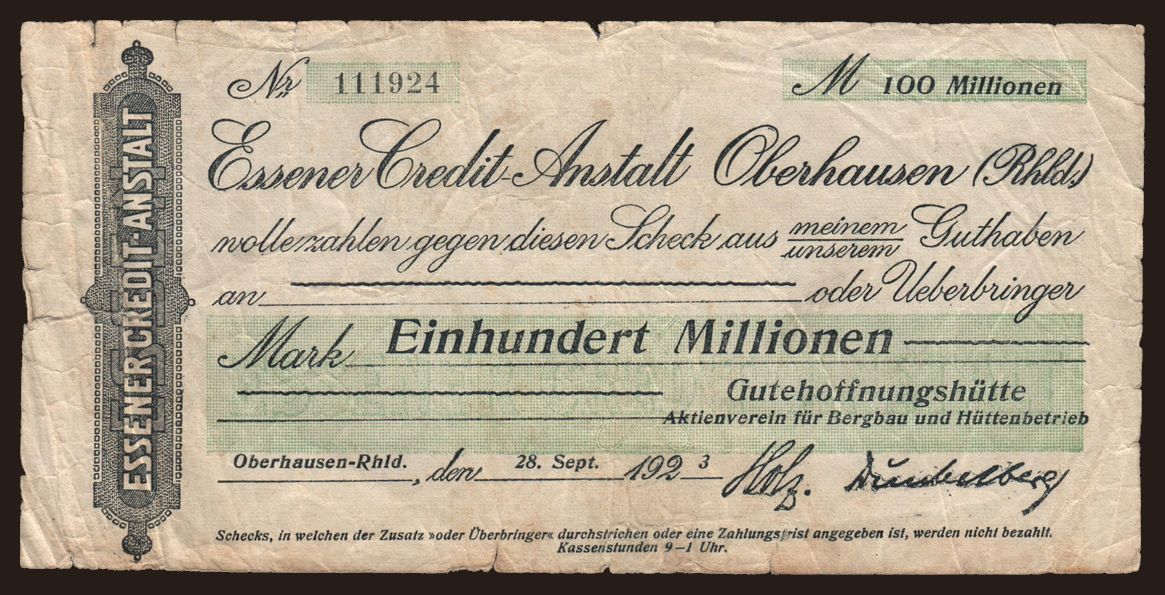 ESSENER CREDIT-ANSTALT
Nr. 111924
M 100 Millionen
Essener Credit-Anstalt Oberhausen (Rhld.)
wolle zahlen gegen diesen Scheck aus meinem Guthaben
unserem
an oder Ueberbringer
Mark Einhundert Millionen
Gutehoffnungshütte
Aktienverein für Bergbau und Hüttenbetrieb
Oberhausen-Rhld. , den 28. Sept. 1923
Holz.
Schecks, in welchen der Zusatz »oder Überbringer« durchstrichen oder eine Zahlungsfrist angegeben ist, werden nicht bezahlt.
Kassenstunden 9—1 Uhr.